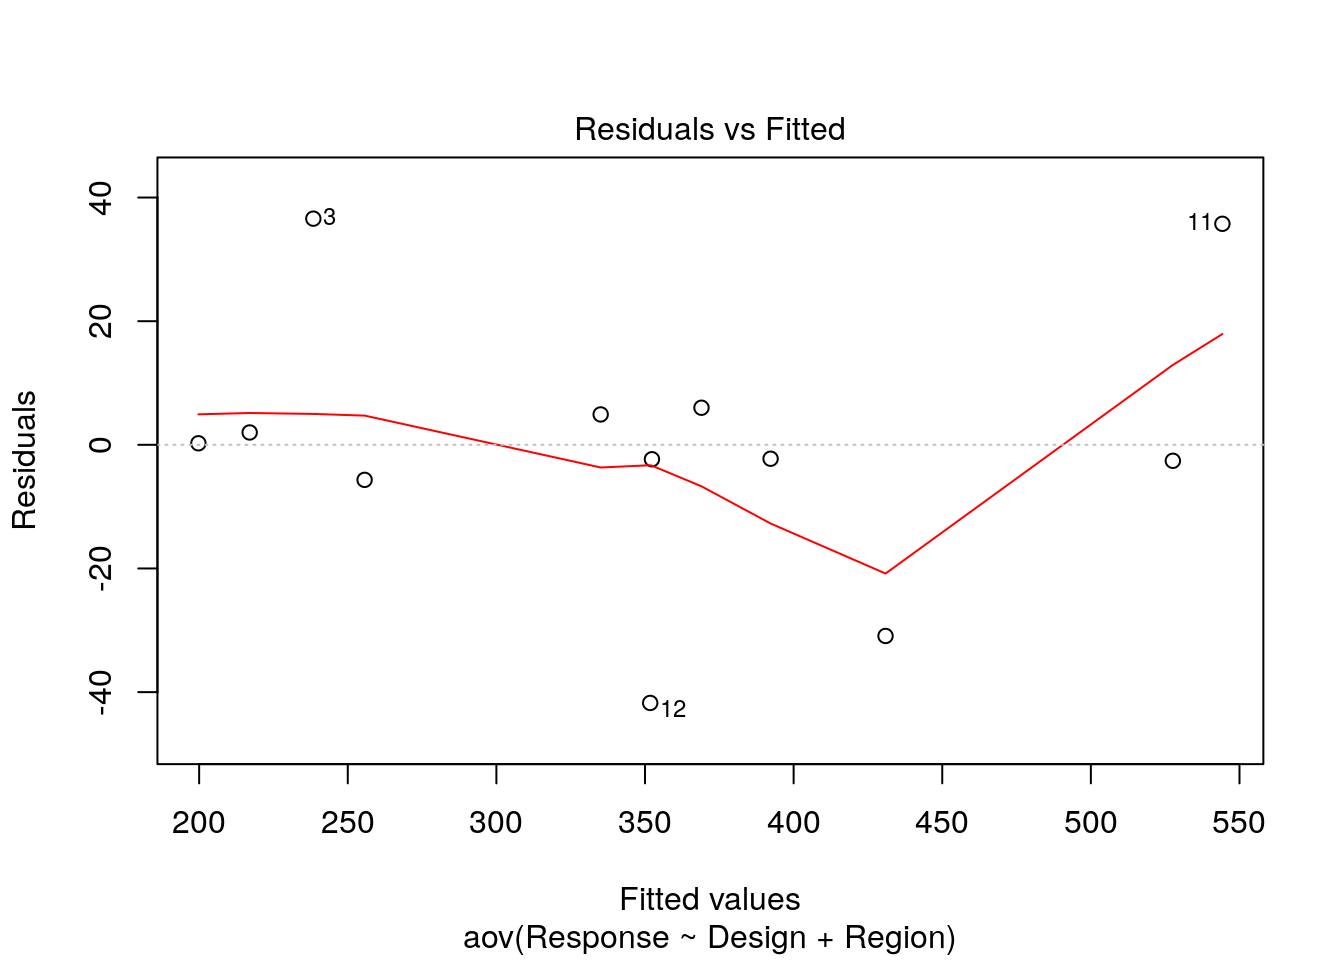 Residuals vs Fitted
Residuals
40
20
0
-20
-40
3
11
12
200 250 300 350 400 450 500 550
Fitted values
aov(Response ~ Design + Region)